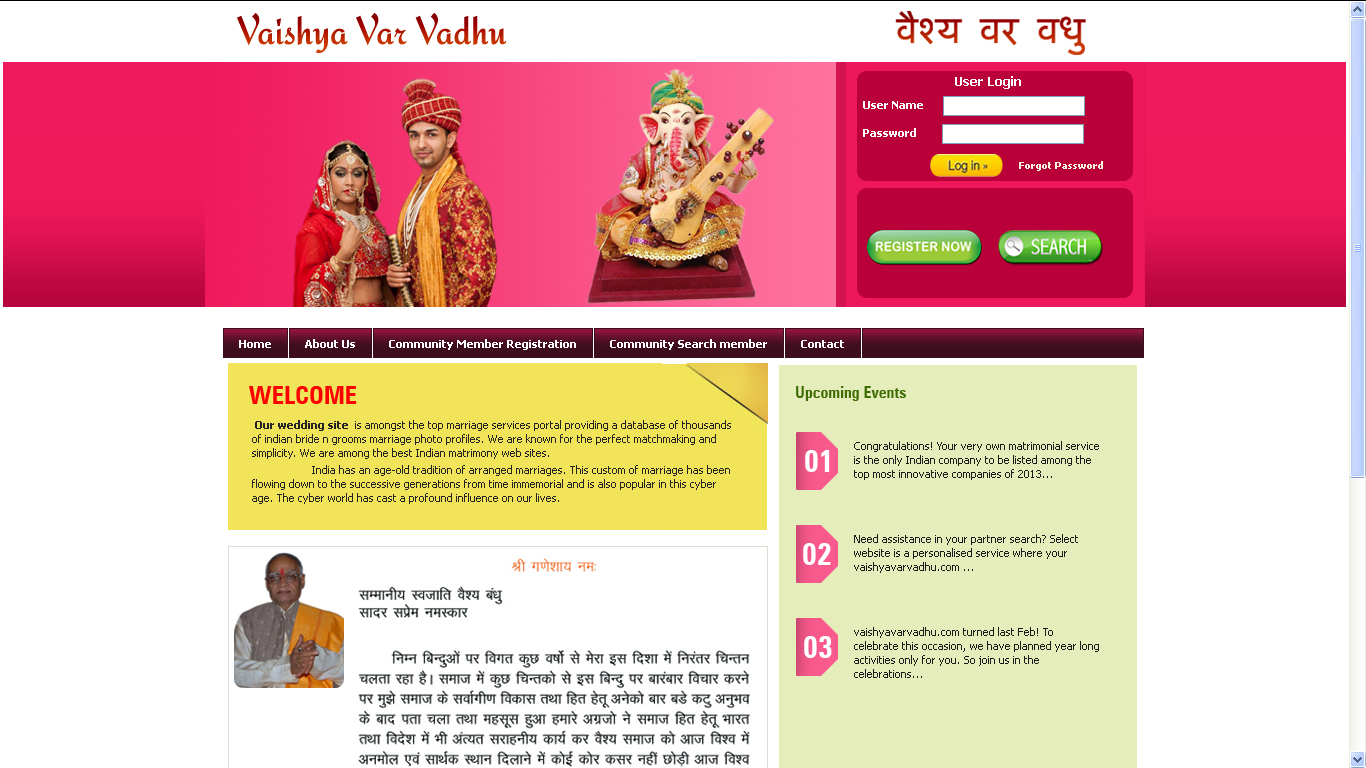 Vaishya Var Vadhu
वैश्य वर वधु
User Login
User Name
Password
Log in »
Forgot Password
REGISTER NOW
SEARCH
Home
About Us
Community Member Registration
Community Search member
Contact
WELCOME
Our wedding site is amongst the top marriage services portal providing a database of thousands
of indian bride n grooms marriage photo profiles. We are known for the perfect matchmaking and
simplicity. We are among the best Indian matrimony web sites.
India has an age-old tradition of arranged marriages. This custom of marriage has been
flowing down to the successive generations from time immemorial and is also popular in this cyber
age. The cyber world has cast a profound influence on our lives.
श्री गणेशाय नमः
सम्मानीय स्वजाति वैश्य बंधु
सादर सप्रेम नमस्कार
निम्न बिन्दुओं पर विगत कुछ वर्षो से मेरा इस दिशा में निरंतर चिन्तन
चलता रहा है। समाज में कुछ चिन्तको से इस बिन्दु पर बारंबार विचार करने
पर मुझे समाज के सर्वागीण विकास तथा हित हेतू अनेको बार बडे कटु अनुभव
के बाद पता चला तथा महसूस हुआ हमारे अग्रजो ने समाज हित हेतू भारत
तथा विदेश में भी अंत्यत सराहनीय कार्य कर वैश्य समाज को आज विश्व में
अनमोल एवं सार्थक स्थान दिलाने में कोई कोर कसर नहीं छोड़ी आज विश्व
Upcoming Events
01
Congratulations! Your very own matrimonial service
is the only Indian company to be listed among the
top most innovative companies of 2013...
02
Need assistance in your partner search? Select
website is a personalised service where your
vaishyavarvadhu.com ...
03
vaishyavarvadhu.com turned last Feb! To
celebrate this occasion, we have planned year long
activities only for you. So join us in the
celebrations...